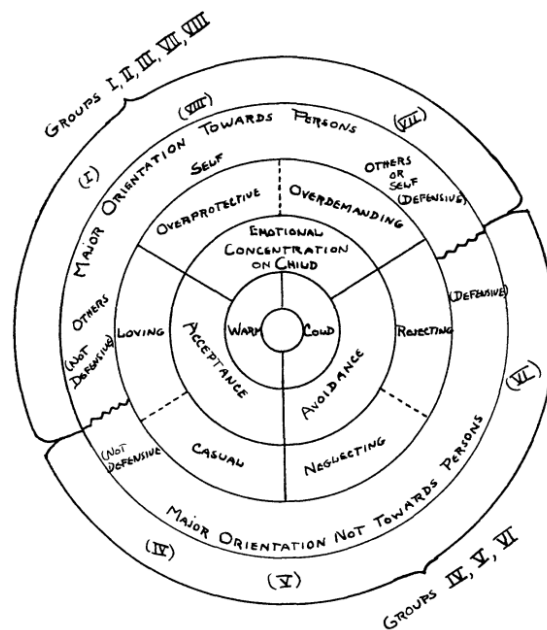 GROUPS I, II, III, VII, VIII
(VIII)
(VII)
(I)
MAJOR ORIENTATION TOWARDS PERSONS
SELF
OTHERS
OR
SELF
(DEFENSIVE)
OVERPROTECTIVE
OVERDEMANDING
EMOTIONAL
CONCENTRATION
ON CHILD
(DEFENSIVE)
OTHERS
(NOT
DEFENSIVE)
LOVING
ACCEPTANCE
WARM
COLD
AVOIDANCE
REJECTING
(VI)
(NOT
DEFENSIVE)
CASUAL
NEGLECTING
MAJOR ORIENTATION NOT TOWARDS PERSONS
(IV)
(V)
GROUPS IV, V, VI